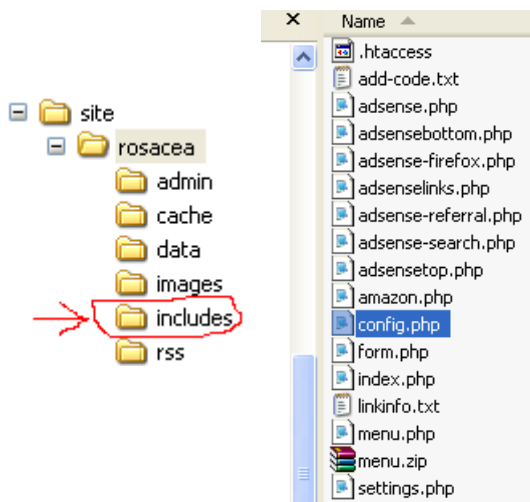 site
rosacea
admin
cache
data
images
includes
rss
Name
.htaccess
add-code.txt
adsense.php
adsensebottom.php
adsense-firefox.php
adsenselinks.php
adsense-referral.php
adsense-search.php
adsensetop.php
amazon.php
config.php
form.php
index.php
linkinfo.txt
menu.php
menu.zip
settings.php